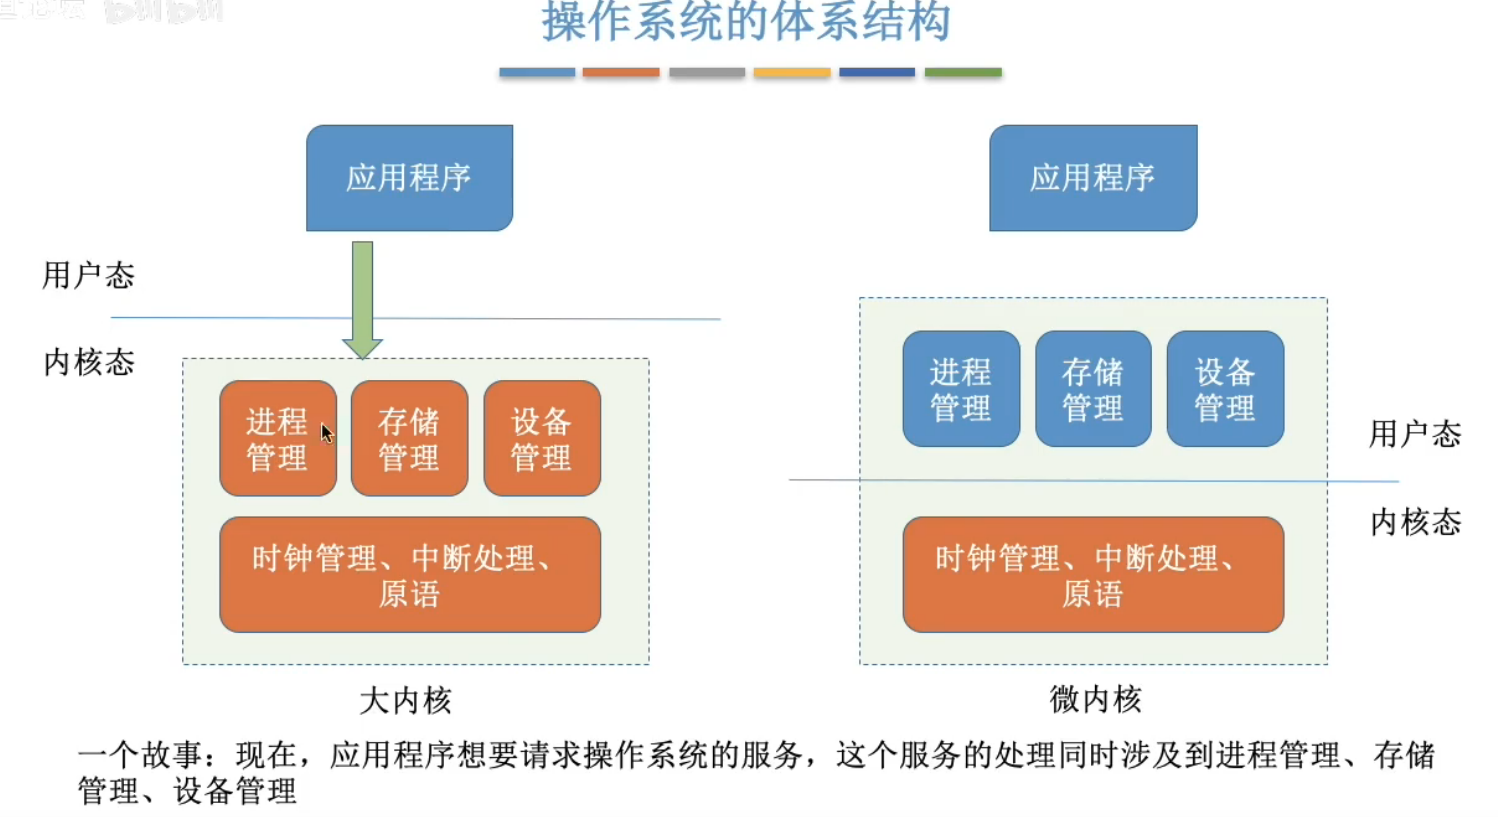 操作系统的体系结构
应用程序
用户态
内核态
进程
管理
存储
管理
设备
管理
时钟管理、中断处理、
原语
大内核
应用程序
进程
管理
存储
管理
设备
管理
用户态
内核态
时钟管理、中断处理、
原语
微内核
一个故事：现在，应用程序想要请求操作系统的服务，这个服务的处理同时涉及到进程管理、存储
管理、设备管理